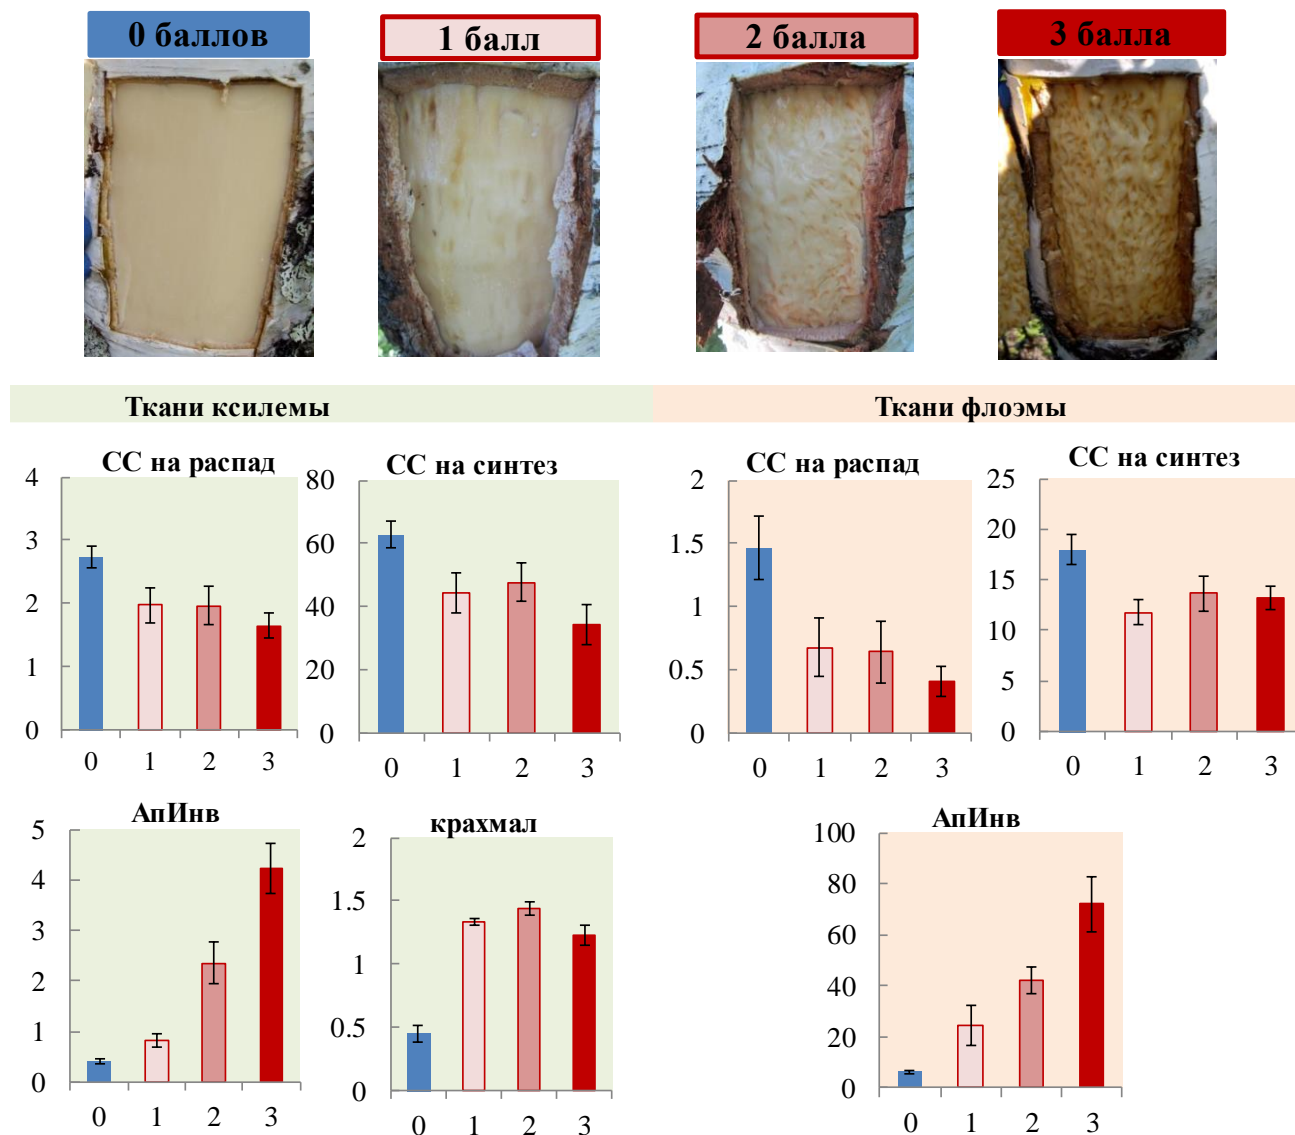 0 баллов
1 балл
2 балла
3 балла
Ткани ксилемы
Ткани флоэмы
СС на распад
4
3
2
1
0
0 1 2 3
СС на синтез
80
60
40
20
0
0 1 2 3
СС на распад
2
1.5
1
0.5
0
0 1 2 3
СС на синтез
25
20
15
10
5
0
0 1 2 3
АпИнв
5
4
3
2
1
0
0 1 2 3
крахмал
2
1.5
1
0.5
0
0 1 2 3
АпИнв
100
80
60
40
20
0
0 1 2 3